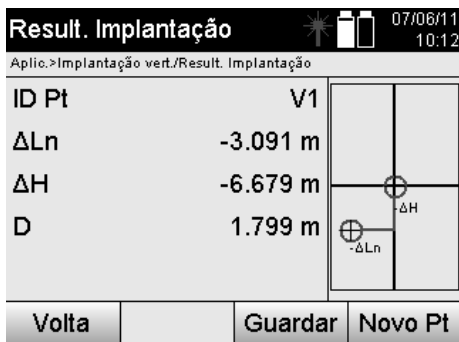 Result. Implantação
07/06/11
10:12
Aplic.>Implantação vert./Result. Implantação
ID Pt V1
ΔLn -3.091 m
ΔH -6.679 m
D 1.799 m
-ΔH
-ΔLn
Volta Guardar Novo Pt